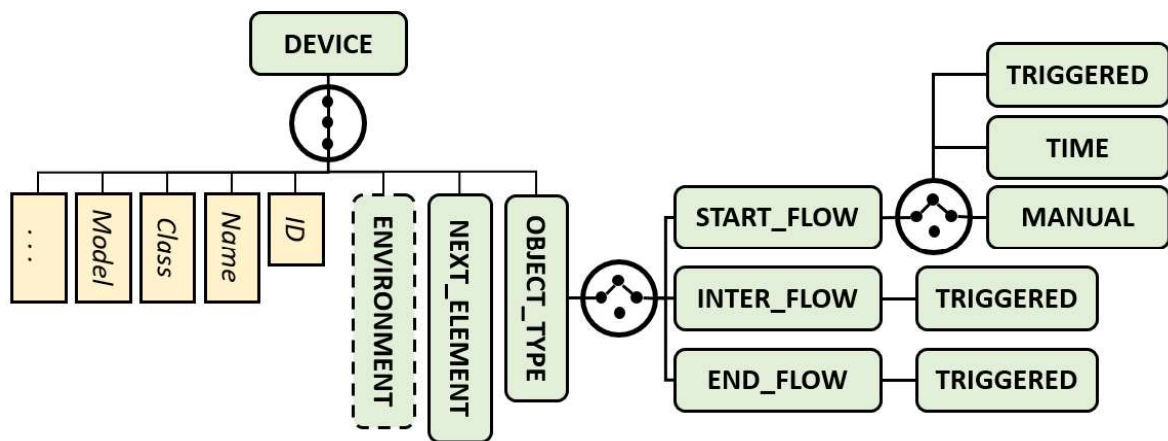 DEVICE
...
Model
Class
Name
ID
ENVIRONMENT
NEXT_ELEMENT
OBJECT_TYPE
START_FLOW
TRIGGERED
TIME
MANUAL
INTER_FLOW
TRIGGERED
END_FLOW
TRIGGERED